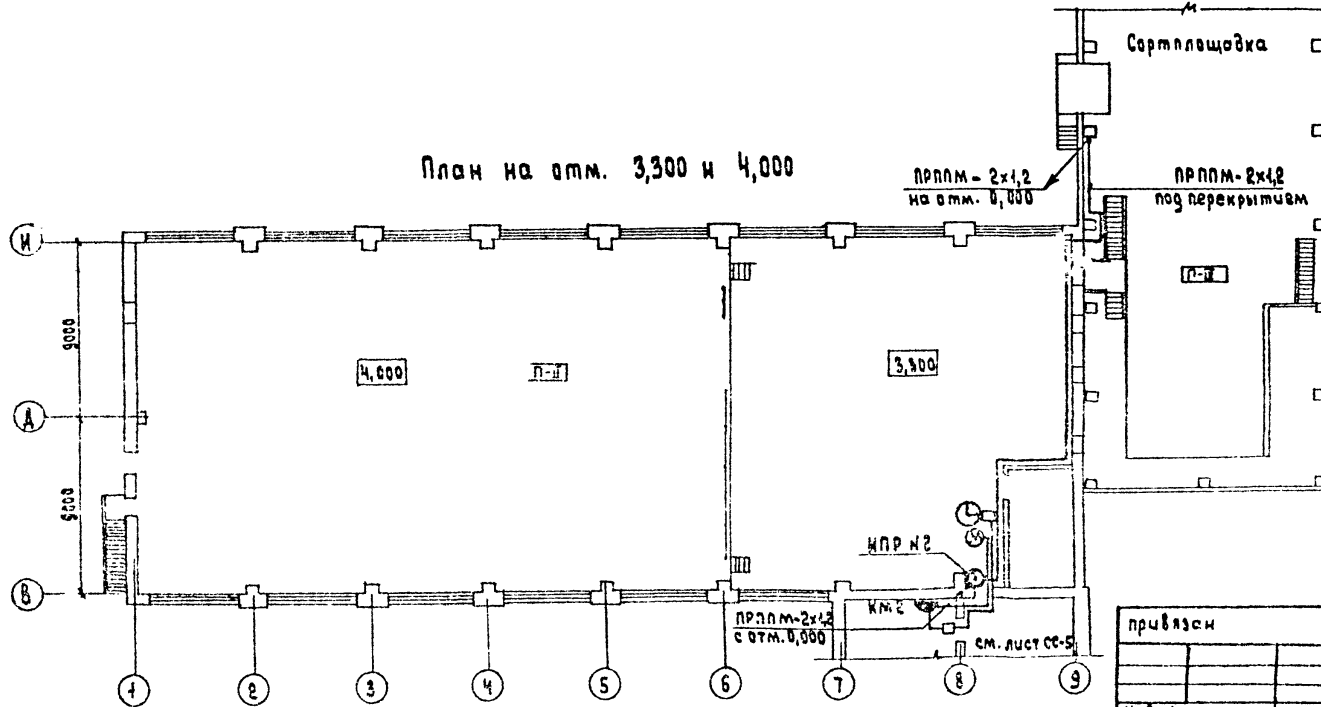 Сортплощадка
План на отм. 3,300 и 4,000
ПРППМ - 2х1,2
на отм. 0,000
ПРППМ-2х1,2
под перекрытием
И
П-II
9000
4,000
П-II
3,300
А
9000
ИПР №2
В
КМ2
ПРППМ-2х1,2
с отм. 0,000
см. лист СС-5
привязан
1
2
3
4
5
6
7
8
9